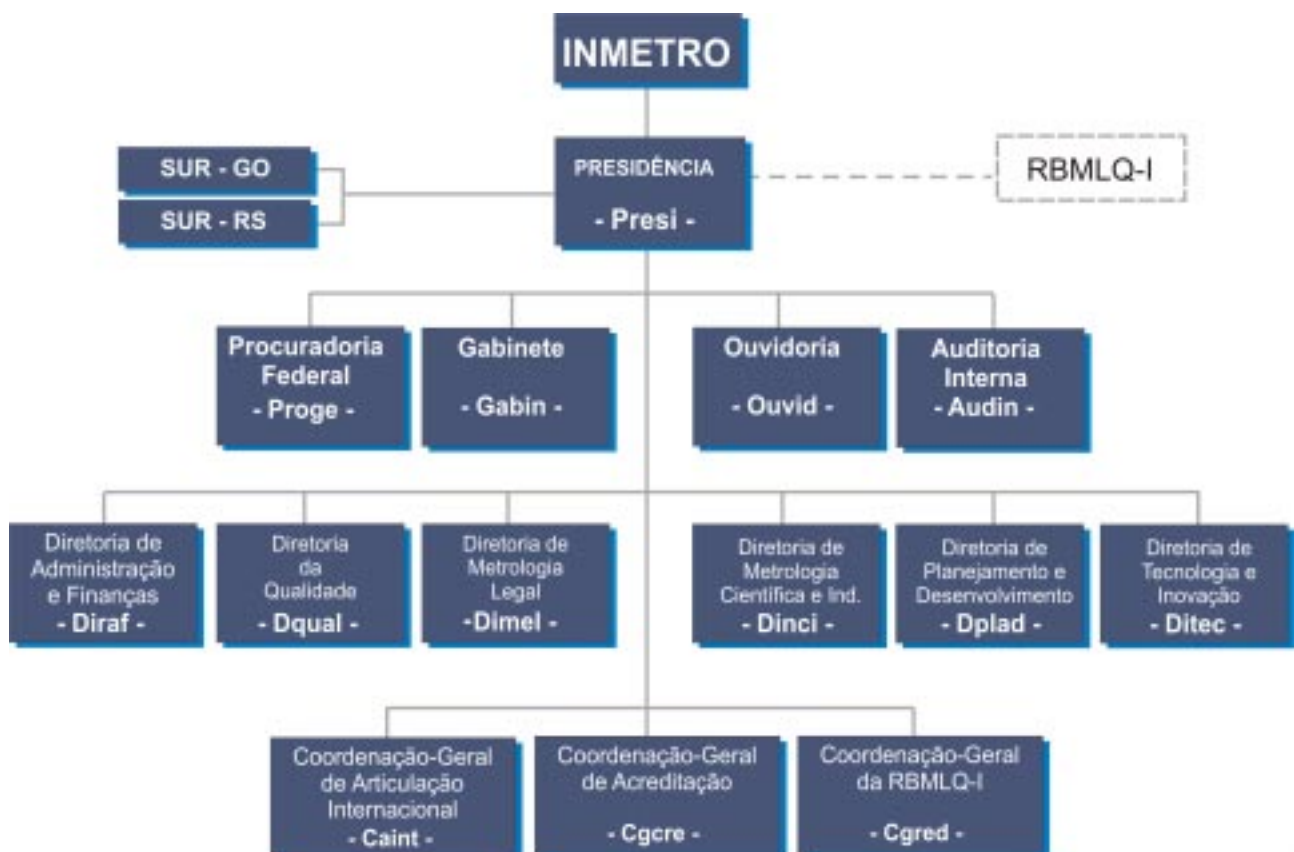 INMETRO
SUR - GO
SUR - RS
PRESIDÊNCIA
- Presi -
RBMLQ-I
Procuradoria
Federal
- Proge -
Gabinete
- Gabin -
Ouvidoria
- Ouvid -
Auditoria
Interna
- Audin -
Diretoria de
Administração
e Finanças
- Diraf -
Diretoria
da
Qualidade
- Dqual -
Diretoria de
Metrologia
Legal
-Dimel -
Diretoria de
Metrologia
Científica e Ind.
- Dinci -
Diretoria de
Planejamento e
Desenvolvimento
- Dplad -
Diretoria de
Tecnologia e
Inovação
- Ditec -
Coordenação-Geral
de Articulação
Internacional
- Caint -
Coordenação-Geral
de Acreditação
- Cgcre -
Coordenação-Geral
da RBMLQ-I
- Cgred -